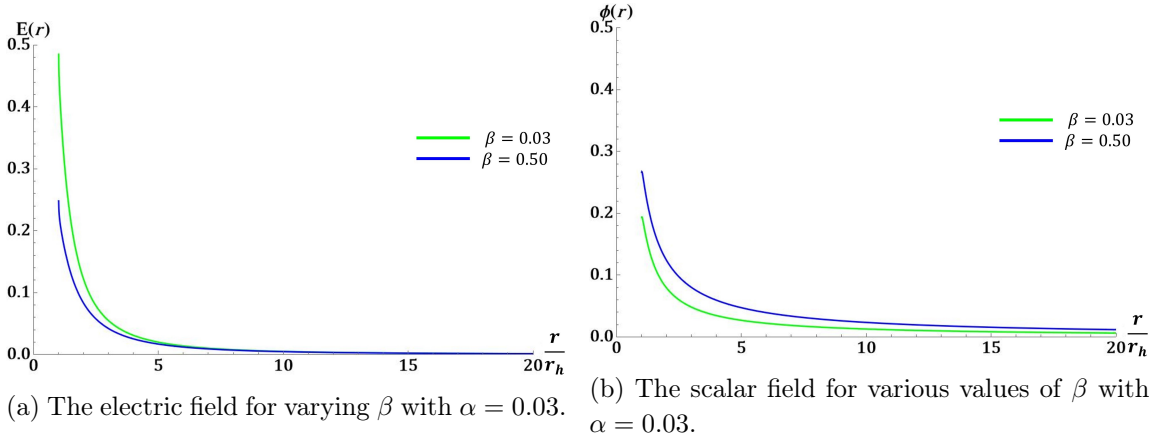 E(r)
0.5
0.4
0.3
0.2
0.1
0.0
0 5 10 15 20
r/r_h
β = 0.03
β = 0.50
(a) The electric field for varying β with α = 0.03.
ϕ(r)
0.5
0.4
0.3
0.2
0.1
0.0
0 5 10 15 20
r/r_h
β = 0.03
β = 0.50
(b) The scalar field for various values of β with
α = 0.03.